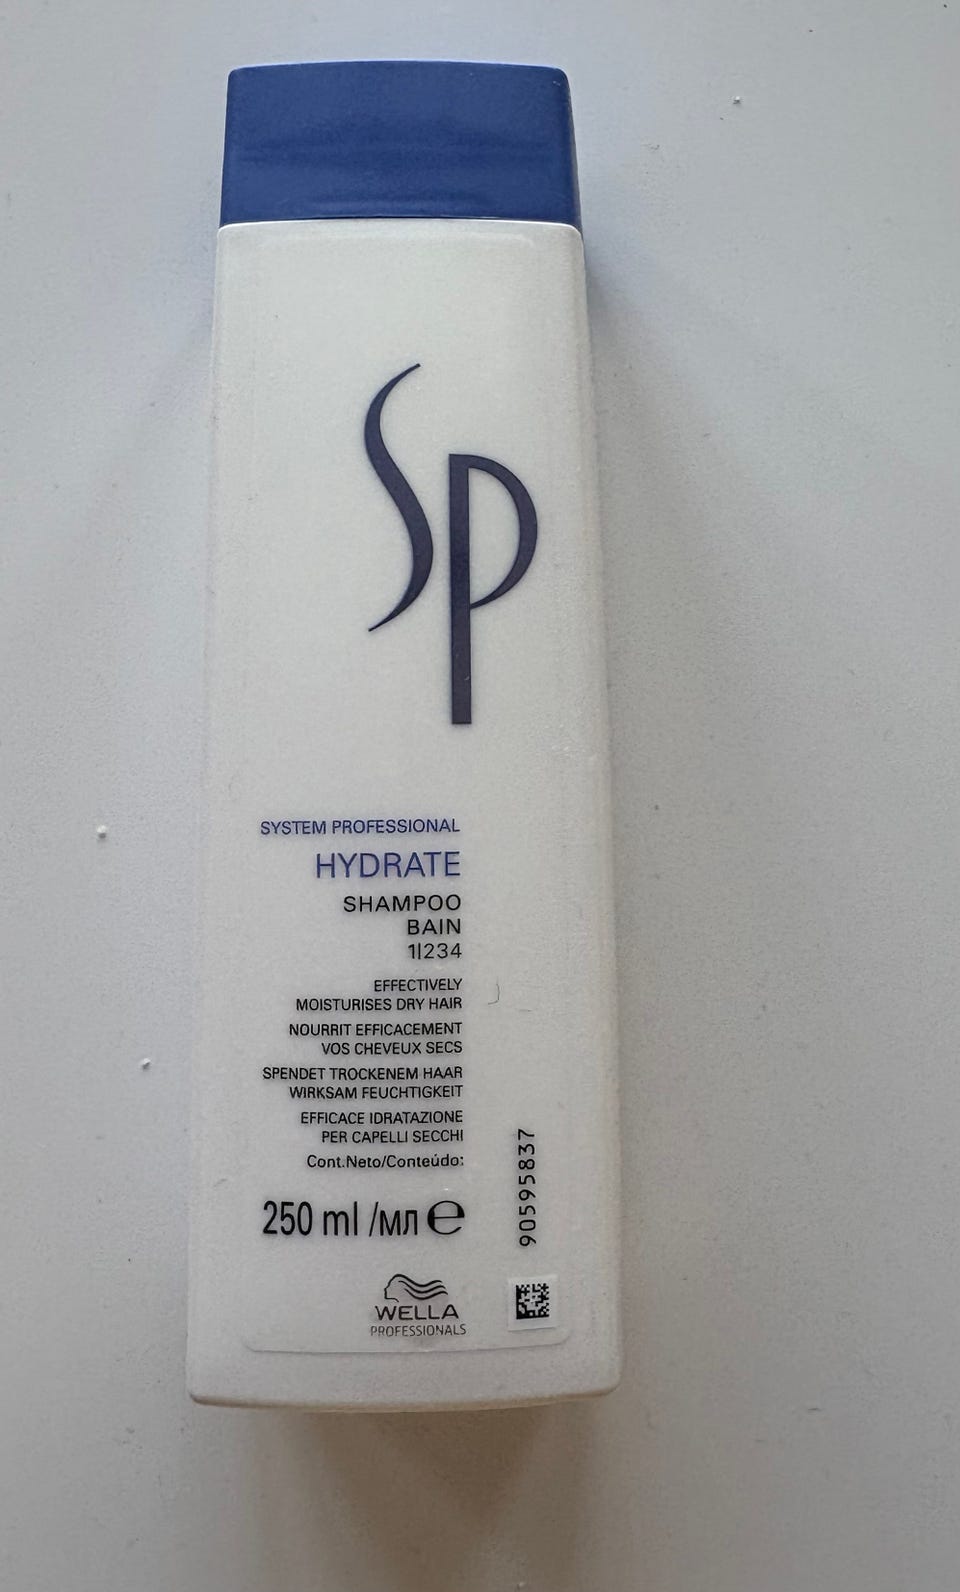 SP
SYSTEM PROFESSIONAL
HYDRATE
SHAMPOO
BAIN
1|234
EFFECTIVELY
MOISTURISES DRY HAIR
NOURRIT EFFICACEMENT
VOS CHEVEUX SECS
SPENDET TROCKENEM HAAR
WIRKSAM FEUCHTIGKEIT
EFFICACE IDRATAZIONE
PER CAPELLI SECCHI
Cont.Neto/Conteúdo:
250 ml /мл ℮
90595837
WELLA
PROFESSIONALS